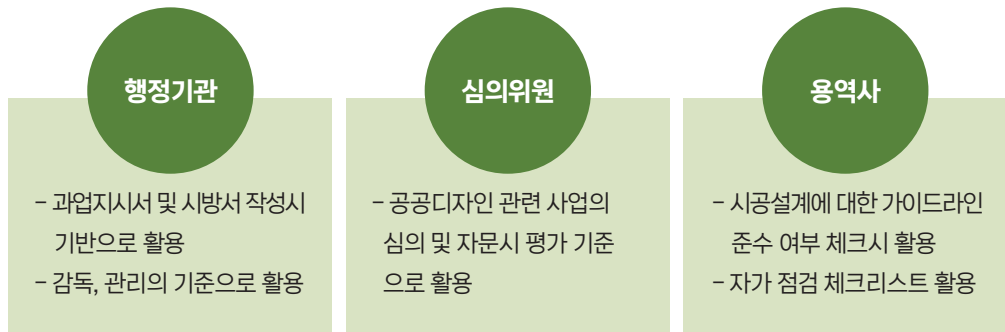 행정기관
- 과업지시서 및 시방서 작성시
기반으로 활용
- 감독, 관리의 기준으로 활용
심의위원
- 공공디자인 관련 사업의
심의 및 자문시 평가 기준
으로 활용
용역사
- 시공설계에 대한 가이드라인
준수 여부 체크시 활용
- 자가 점검 체크리스트 활용